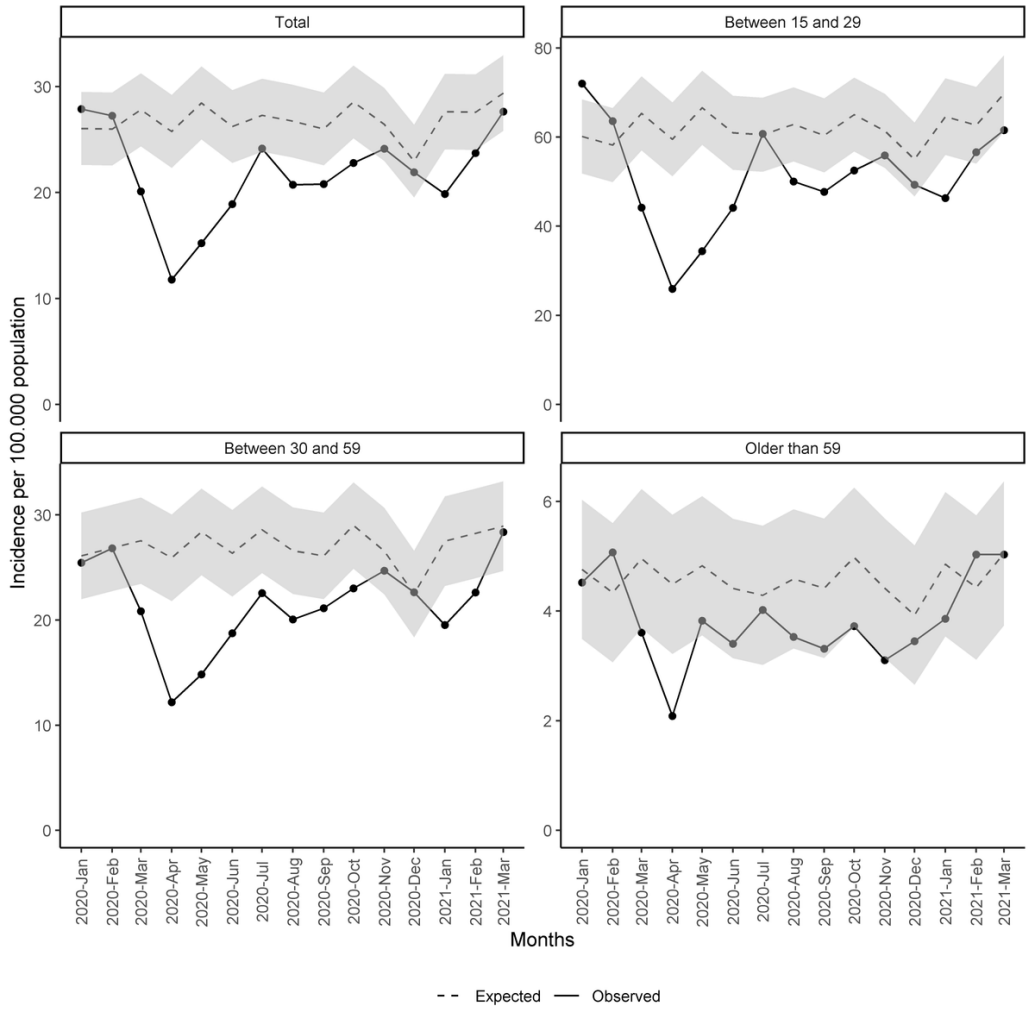 Total
Between 15 and 29
30
20
10
0
80
60
40
20
0
Between 30 and 59
Older than 59
30
20
10
0
6
4
2
0
Incidence per 100.000 population
2020-Jan
2020-Feb
2020-Mar
2020-Apr
2020-May
2020-Jun
2020-Jul
2020-Aug
2020-Sep
2020-Oct
2020-Nov
2020-Dec
2021-Jan
2021-Feb
2021-Mar
2020-Jan
2020-Feb
2020-Mar
2020-Apr
2020-May
2020-Jun
2020-Jul
2020-Aug
2020-Sep
2020-Oct
2020-Nov
2020-Dec
2021-Jan
2021-Feb
2021-Mar
Months
Expected Observed